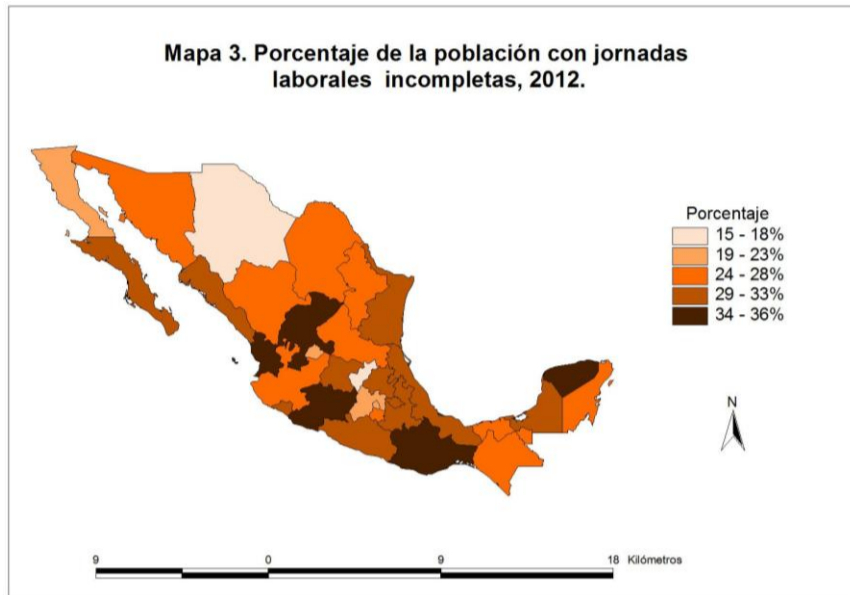 Mapa 3. Porcentaje de la población con jornadas
laborales incompletas, 2012.
Porcentaje
15 - 18%
19 - 23%
24 - 28%
29 - 33%
34 - 36%
N
9 0 9 18 Kilómetros